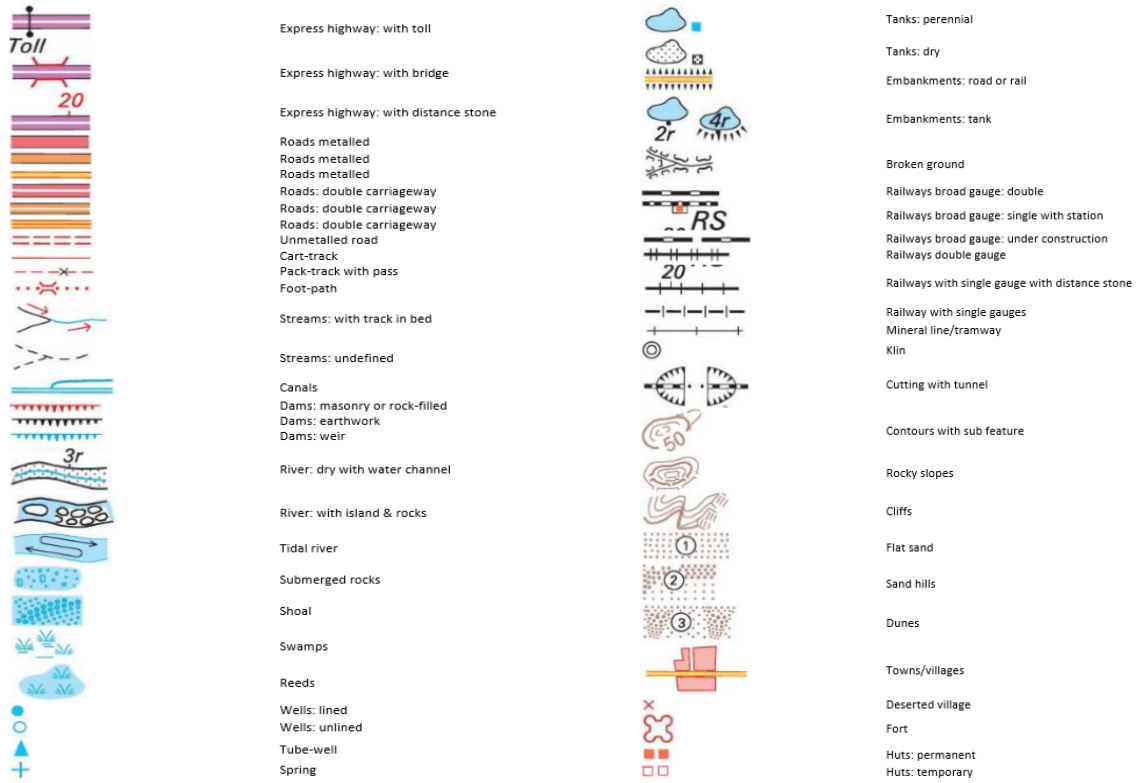 Toll
Express highway: with toll
Express highway: with bridge
20
Express highway: with distance stone
Roads metalled
Roads metalled
Roads metalled
Roads: double carriageway
Roads: double carriageway
Roads: double carriageway
Unmetalled road
Cart-track
Pack-track with pass
Foot-path
Streams: with track in bed
Streams: undefined
Canals
Dams: masonry or rock-filled
Dams: earthwork
Dams: weir
3r
River: dry with water channel
River: with island & rocks
Tidal river
Submerged rocks
Shoal
Swamps
Reeds
Wells: lined
Wells: unlined
Tube-well
Spring
Tanks: perennial
Tanks: dry
Embankments: road or rail
2r 4r
Embankments: tank
Broken ground
Railways broad gauge: double
RS
Railways broad gauge: single with station
Railways broad gauge: under construction
Railways double gauge
20
Railways with single gauge with distance stone
Railway with single gauges
Mineral line/tramway
Klin
Cutting with tunnel
50
Contours with sub feature
Rocky slopes
Cliffs
1
Flat sand
2
Sand hills
3
Dunes
Towns/villages
Deserted village
Fort
Huts: permanent
Huts: temporary